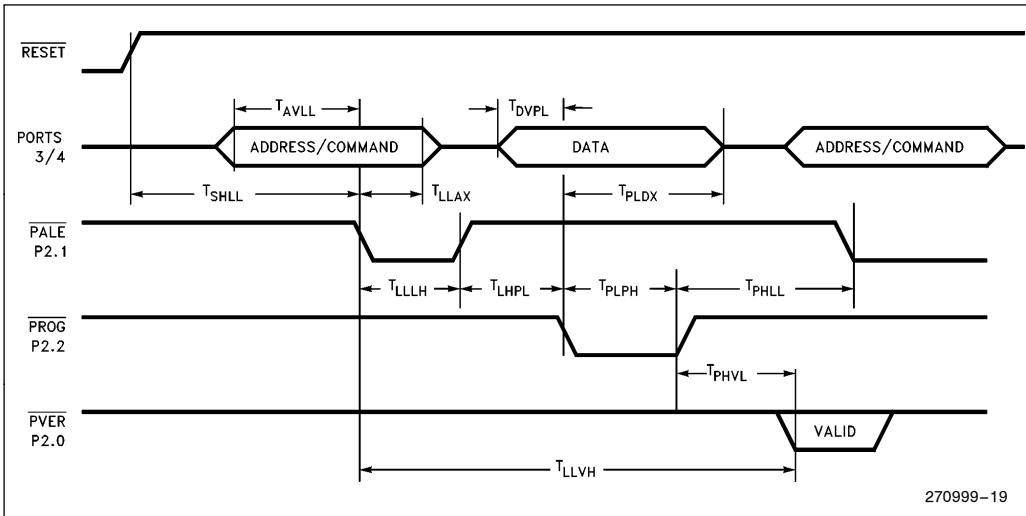 RESET
T_AVLL
T_DVPL
PORTS
3/4
ADDRESS/COMMAND
DATA
ADDRESS/COMMAND
T_SHLL
T_LLAX
T_PLDX
PALE
P2.1
T_LLLH
T_LHPL
T_PLPH
T_PHLL
PROG
P2.2
T_PHVL
PVER
P2.0
VALID
T_LLVH
270999-19